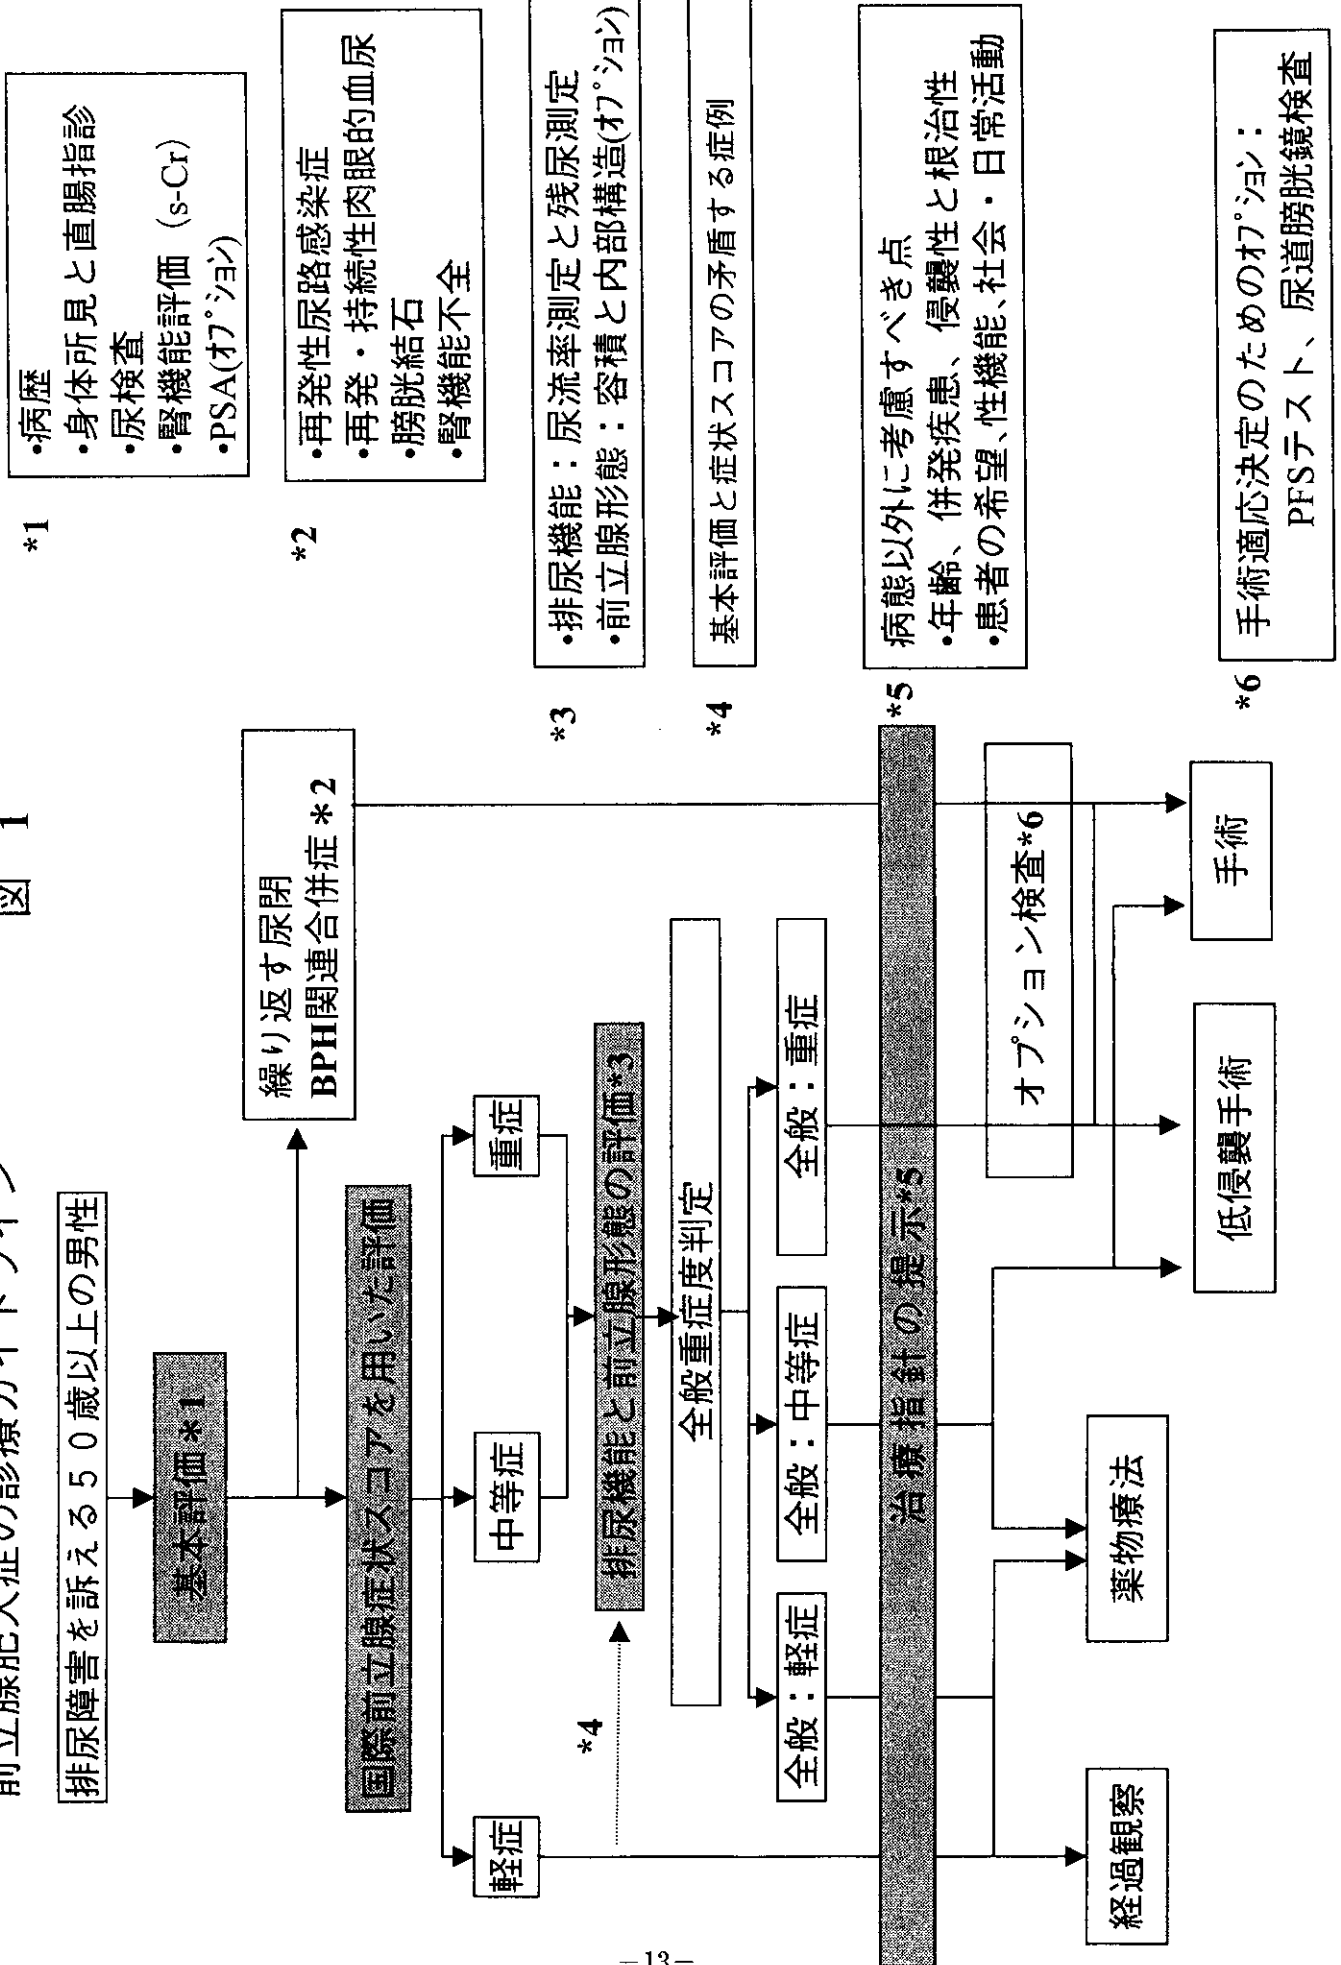 前立腺肥大症の診療ガイドライン
図 1
排尿障害を訴える50歳以上の男性
基本評価*1
繰り返す尿閉
BPH関連合併症*2
国際前立腺症状スコアを用いた評価
軽症
中等症
重症
*4
排尿機能と前立腺形態の評価*3
全般重症度判定
全般：軽症
全般：中等症
全般：重症
治療指針の提示*5
オプション検査*6
経過観察
薬物療法
低侵襲手術
手術
*1
•病歴
•身体所見と直腸指診
•尿検査
•腎機能評価（s-Cr）
•PSA(ｵﾌﾟｼｮﾝ)
*2
•再発性尿路感染症
•再発・持続性肉眼的血尿
•膀胱結石
•腎機能不全
*3
•排尿機能：尿流率測定と残尿測定
•前立腺形態：容積と内部構造(ｵﾌﾟｼｮﾝ)
*4
基本評価と症状スコアの矛盾する症例
*5
病態以外に考慮すべき点
•年齢、併発疾患、侵襲性と根治性
•患者の希望、性機能、社会・日常活動
*6
手術適応決定のためのｵﾌﾟｼｮﾝ：
PFSテスト、尿道膀胱鏡検査
－13－